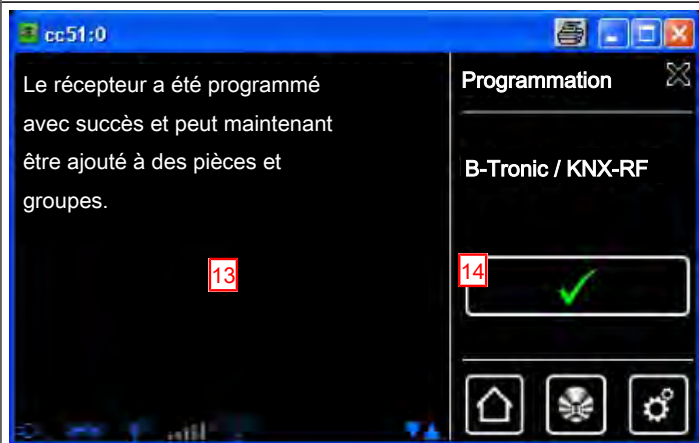 cc51:0
Le récepteur a été programmé
avec succès et peut maintenant
être ajouté à des pièces et
groupes.
13
Programmation
B-Tronic / KNX-RF
14